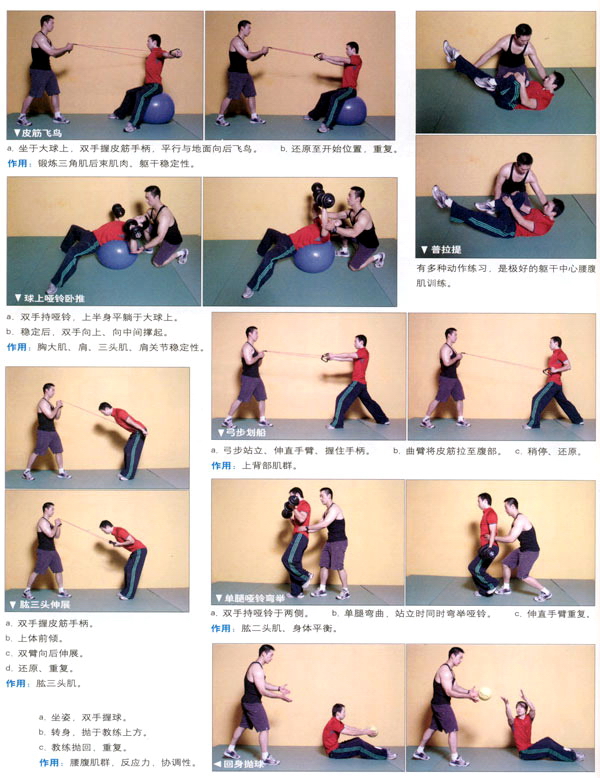 ▼皮筋飞鸟
a. 坐于大球上，双手握皮筋手柄，平行与地面向后飞鸟。
b. 还原至开始位置，重复。
作用：锻炼三角肌后束肌肉，躯干稳定性。
▼普拉提
有多种动作练习，是极好的躯干中心腰腹
肌训练。
▼球上哑铃卧推
a. 双手持哑铃，上半身平躺于大球上。
b. 稳定后，双手向上、向中间撑起。
作用：胸大肌、肩、三头肌、肩关节稳定性。
▼弓步划船
a. 弓步站立、伸直手臂、握住手柄。
b. 曲臂将皮筋拉至腹部。
c. 稍停、还原。
作用：上背部肌群。
▼肱三头伸展
a. 双手握皮筋手柄。
b. 上体前倾。
c. 双臂向后伸展。
d. 还原、重复。
作用：肱三头肌。
▼单腿哑铃弯举
a. 双手持哑铃于两侧。
b. 单腿弯曲，站立时同时弯举哑铃。
c. 伸直手臂重复。
作用：肱二头肌、身体平衡。
◀回身抛球
a. 坐姿，双手握球。
b. 转身，抛于教练上方。
c. 教练抛回，重复。
作用：腰腹肌群，反应力，协调性。